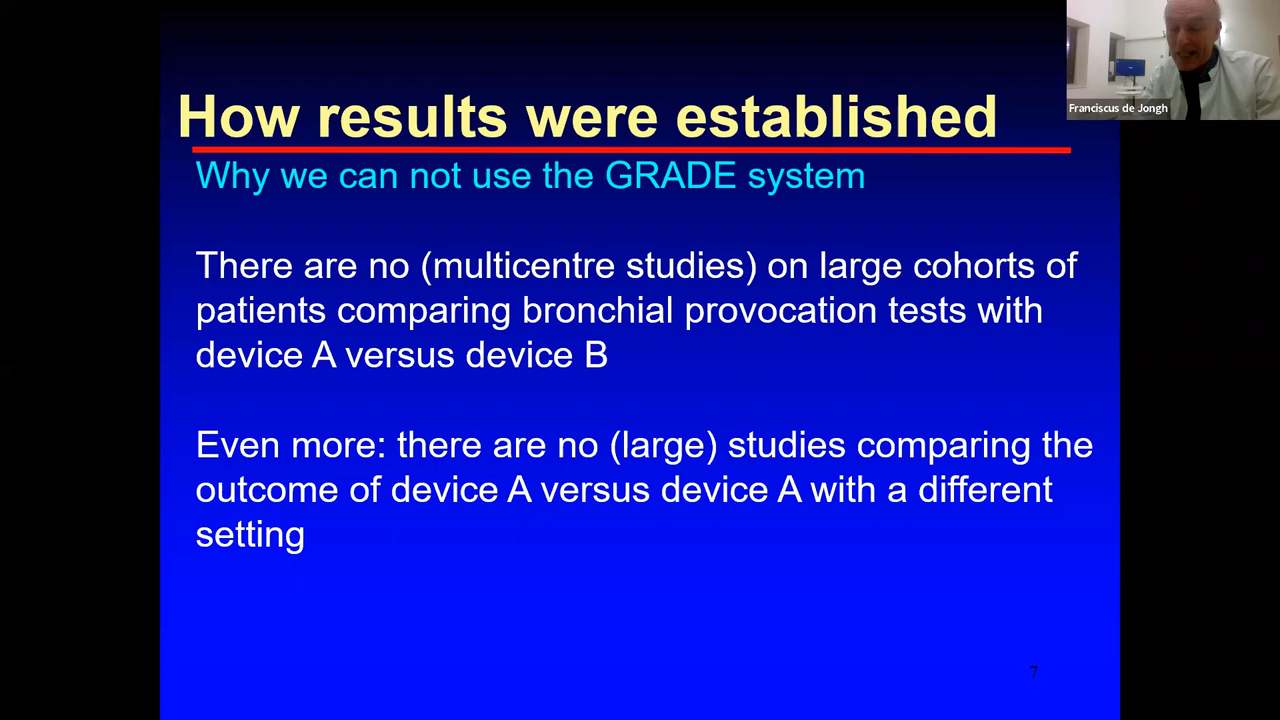 How results were established
Franciscus de Jongh
Why we can not use the GRADE system
There are no (multicentre studies) on large cohorts of
patients comparing bronchial provocation tests with
device A versus device B
Even more: there are no (large) studies comparing the
outcome of device A versus device A with a different
setting
7